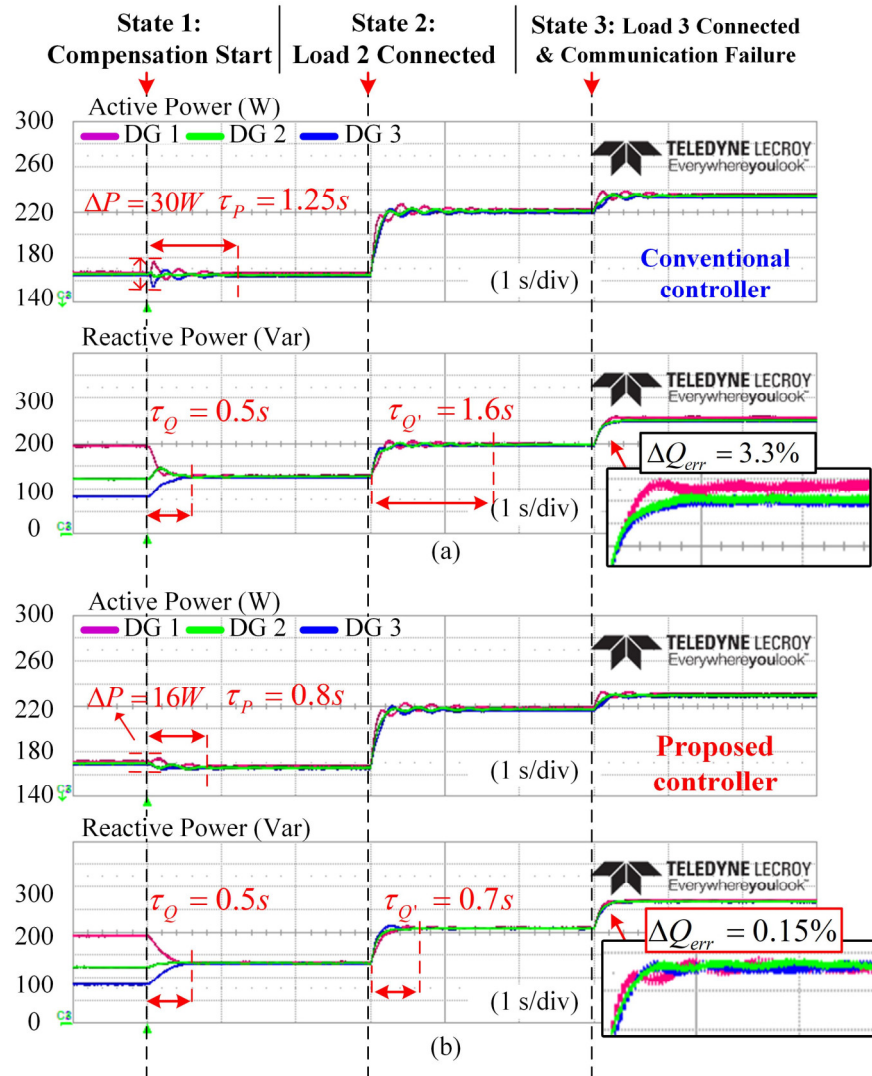 State 1:
Compensation Start
State 2:
Load 2 Connected
State 3: Load 3 Connected
& Communication Failure
Active Power (W)
300
260
220
180
140
DG 1 DG 2 DG 3
TELEDYNE LECROY
Everywhereyoulook™
ΔP = 30W τP = 1.25s
(1 s/div)
Conventional
controller
Reactive Power (Var)
300
200
100
0
TELEDYNE LECROY
Everywhereyoulook™
τQ = 0.5s
τQ' = 1.6s
ΔQerr = 3.3%
(1 s/div)
(a)
Active Power (W)
300
260
220
180
140
DG 1 DG 2 DG 3
TELEDYNE LECROY
Everywhereyoulook™
ΔP = 16W τP = 0.8s
(1 s/div)
Proposed
controller
Reactive Power (Var)
300
200
100
0
TELEDYNE LECROY
Everywhereyoulook™
τQ = 0.5s
τQ' = 0.7s
ΔQerr = 0.15%
(1 s/div)
(b)